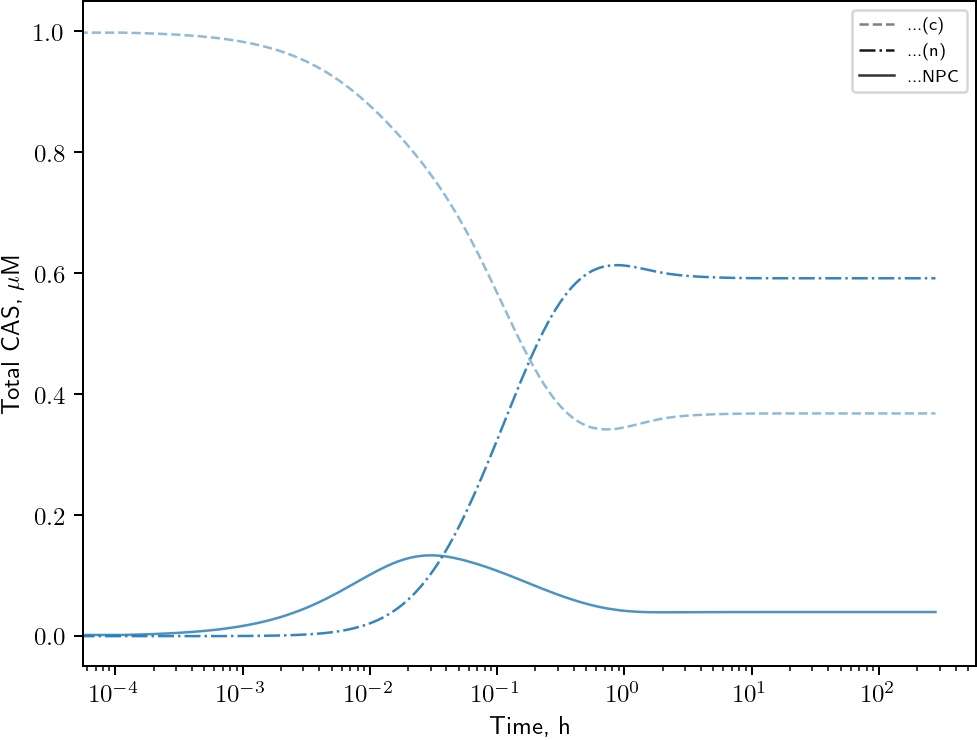 1.0
0.8
0.6
0.4
0.2
0.0
Total CAS, μM
10⁻⁴ 10⁻³ 10⁻² 10⁻¹ 10⁰ 10¹ 10²
Time, h
...(c)
...(n)
...NPC